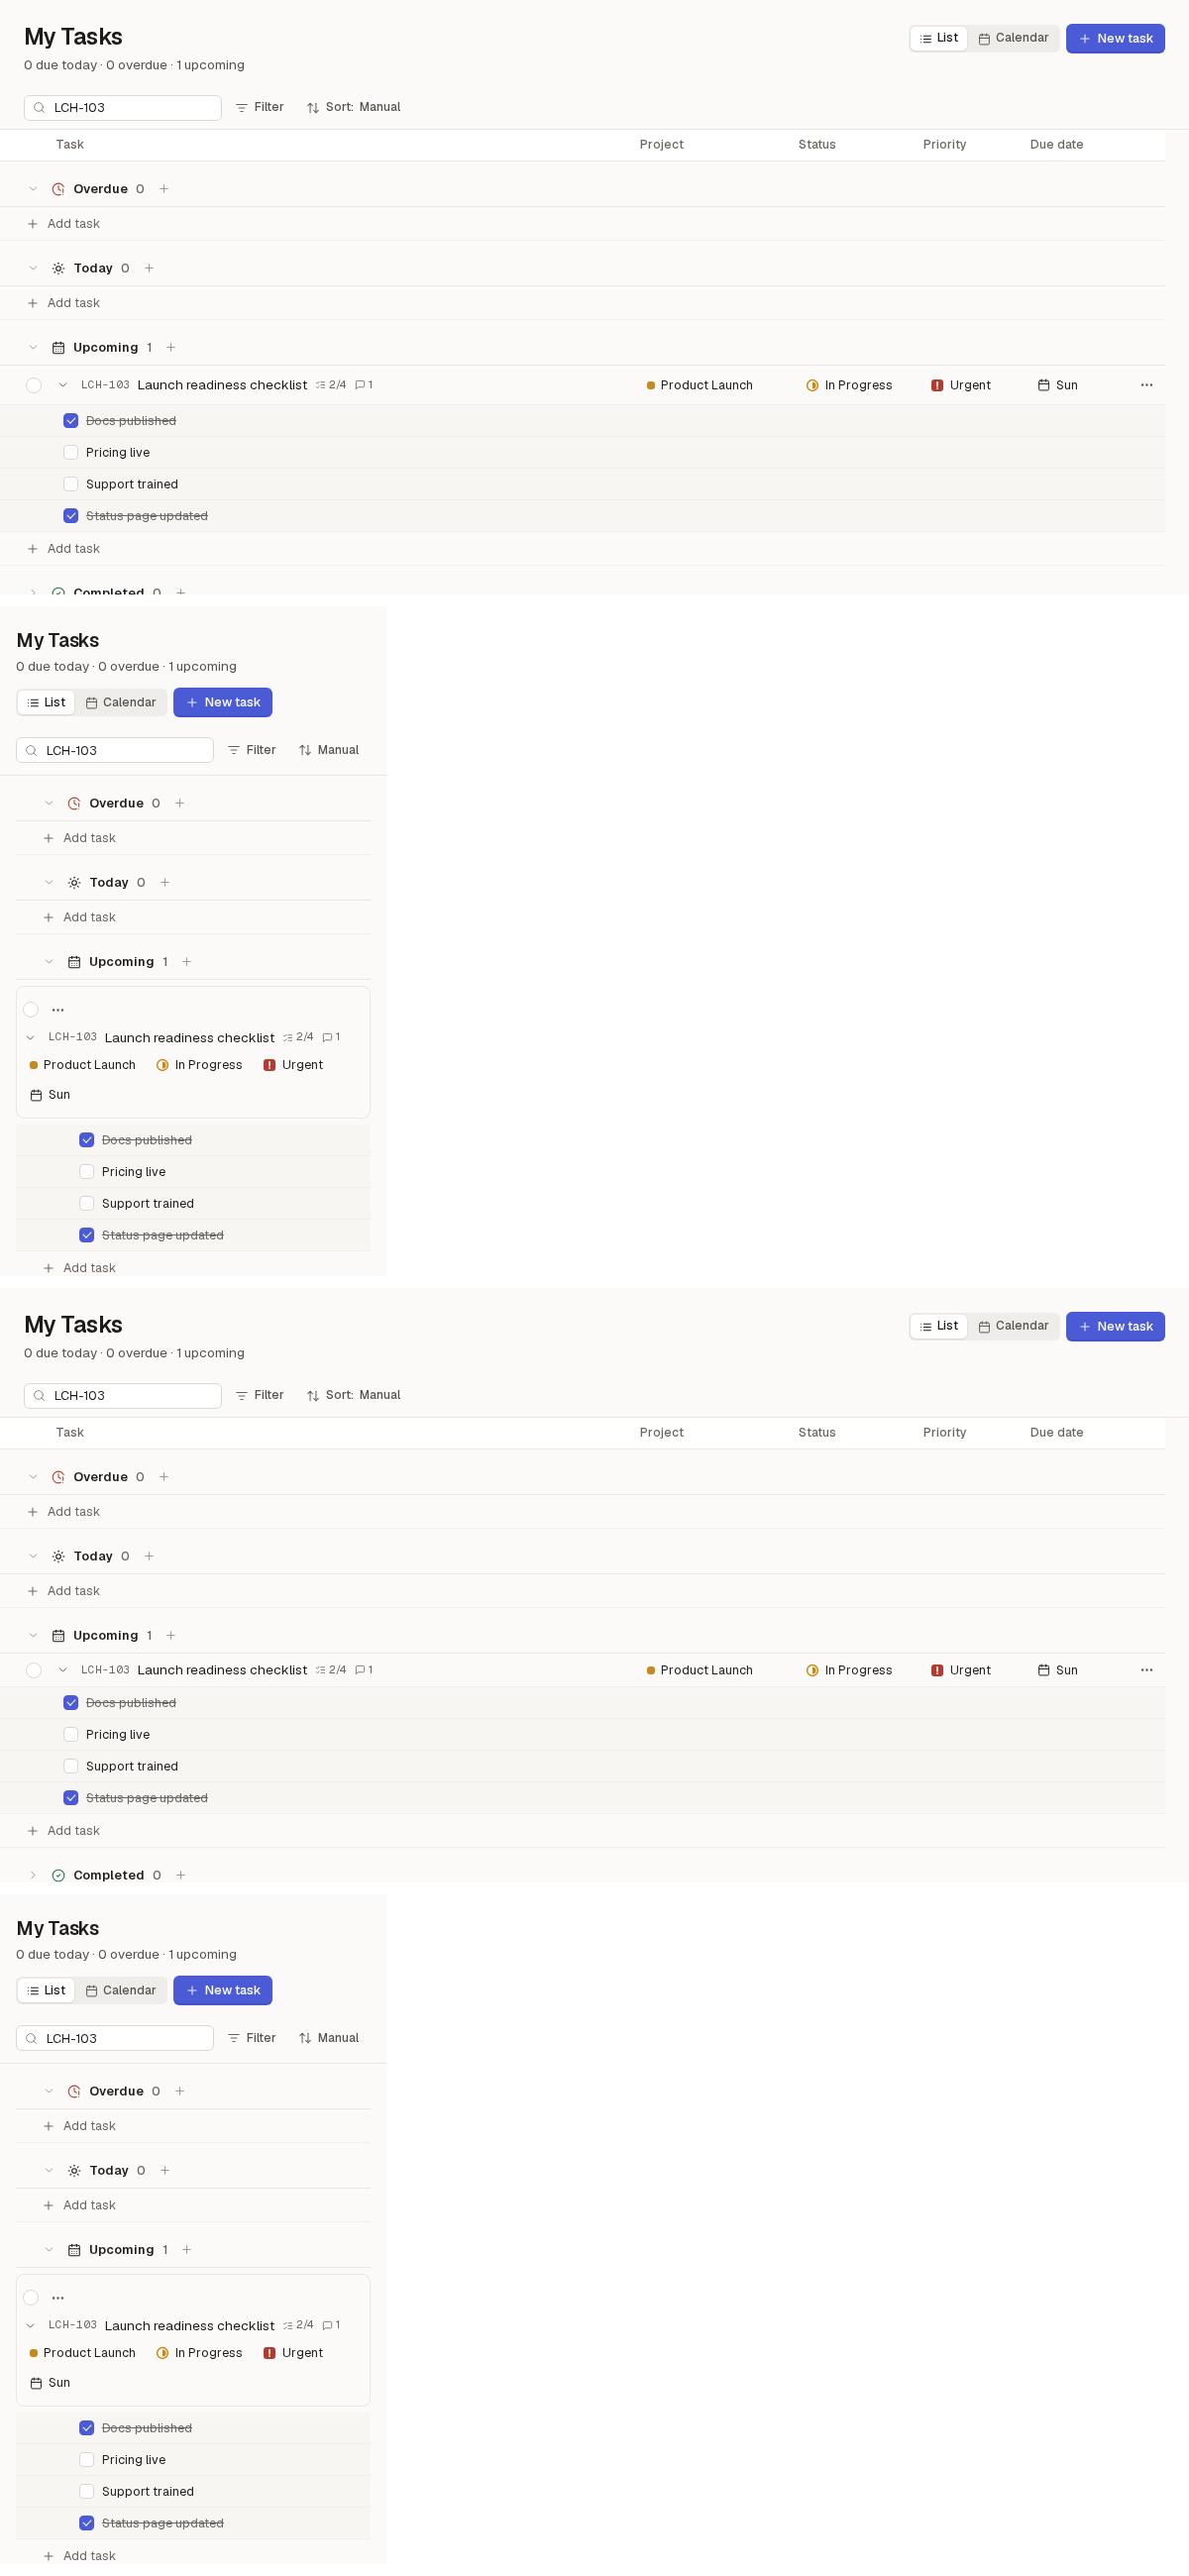 My Tasks
List Calendar + New task
0 due today · 0 overdue · 1 upcoming
LCH-103 Filter Sort: Manual
Task Project Status Priority Due date
Overdue 0 +
+ Add task
Today 0 +
+ Add task
Upcoming 1 +
LCH-103 Launch readiness checklist 2/4 1 Product Launch In Progress Urgent Sun ...
Docs published
Pricing live
Support trained
Status page updated
+ Add task
Completed 0 +
My Tasks
0 due today · 0 overdue · 1 upcoming
List Calendar + New task
LCH-103 Filter Manual
Overdue 0 +
+ Add task
Today 0 +
+ Add task
Upcoming 1 +
...
LCH-103 Launch readiness checklist 2/4 1
Product Launch In Progress Urgent
Sun
Docs published
Pricing live
Support trained
Status page updated
+ Add task
My Tasks
List Calendar + New task
0 due today · 0 overdue · 1 upcoming
LCH-103 Filter Sort: Manual
Task Project Status Priority Due date
Overdue 0 +
+ Add task
Today 0 +
+ Add task
Upcoming 1 +
LCH-103 Launch readiness checklist 2/4 1 Product Launch In Progress Urgent Sun ...
Docs published
Pricing live
Support trained
Status page updated
+ Add task
Completed 0 +
My Tasks
0 due today · 0 overdue · 1 upcoming
List Calendar + New task
LCH-103 Filter Manual
Overdue 0 +
+ Add task
Today 0 +
+ Add task
Upcoming 1 +
...
LCH-103 Launch readiness checklist 2/4 1
Product Launch In Progress Urgent
Sun
Docs published
Pricing live
Support trained
Status page updated
+ Add task